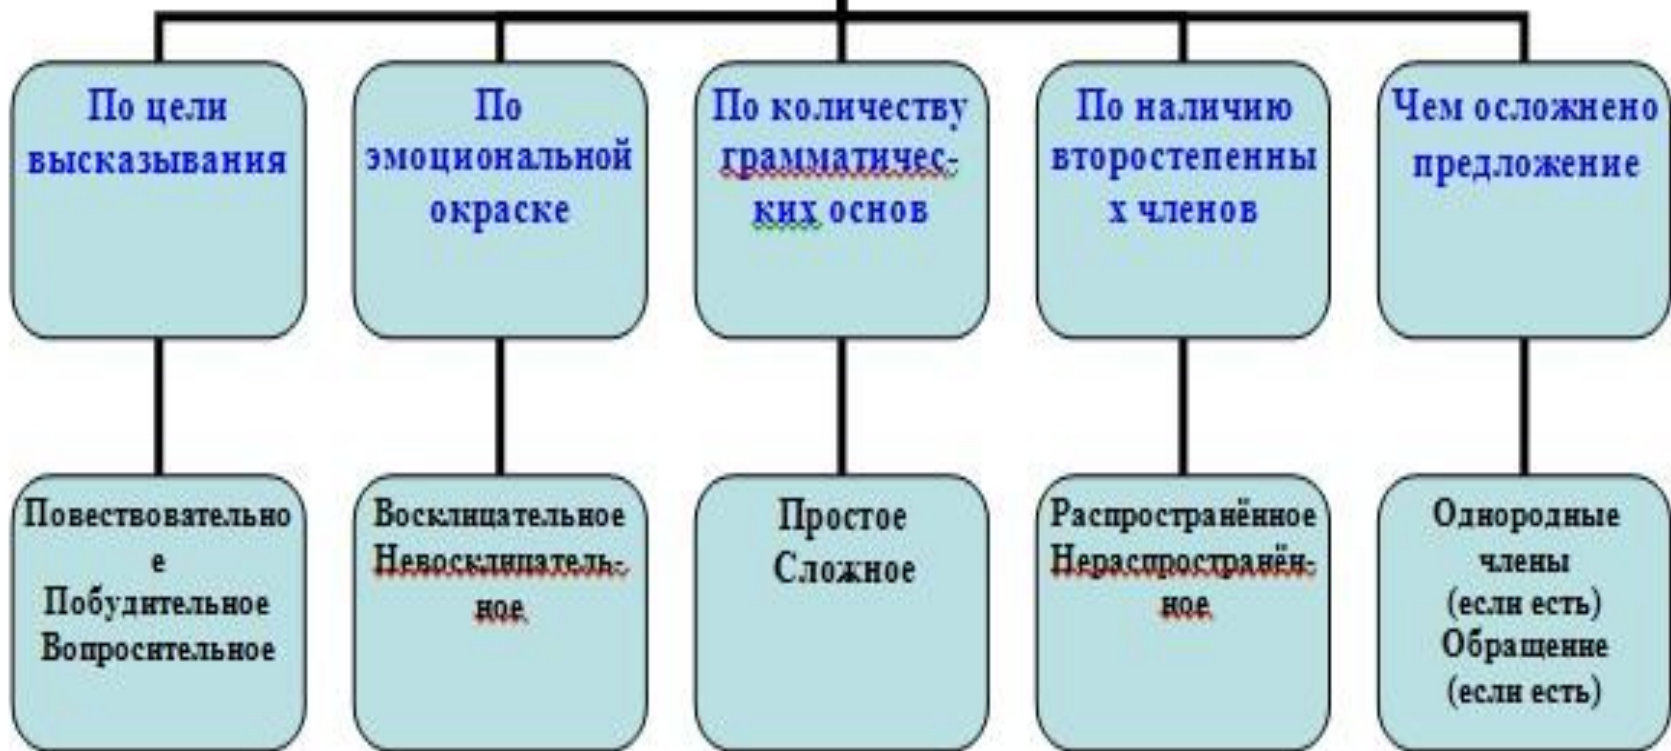 По цели
высказывания
По
эмоциональной
окраске
По количеству
грамматичес-
ких основ
По наличию
второстепенны
х членов
Чем осложнено
предложение
Повествовательно
е
Побудительное
Вопросительное
Восклицательное
Невосклицатель-
ное
Простое
Сложное
Распространённое
Нераспространён-
ное
Однородные
члены
(если есть)
Обращение
(если есть)